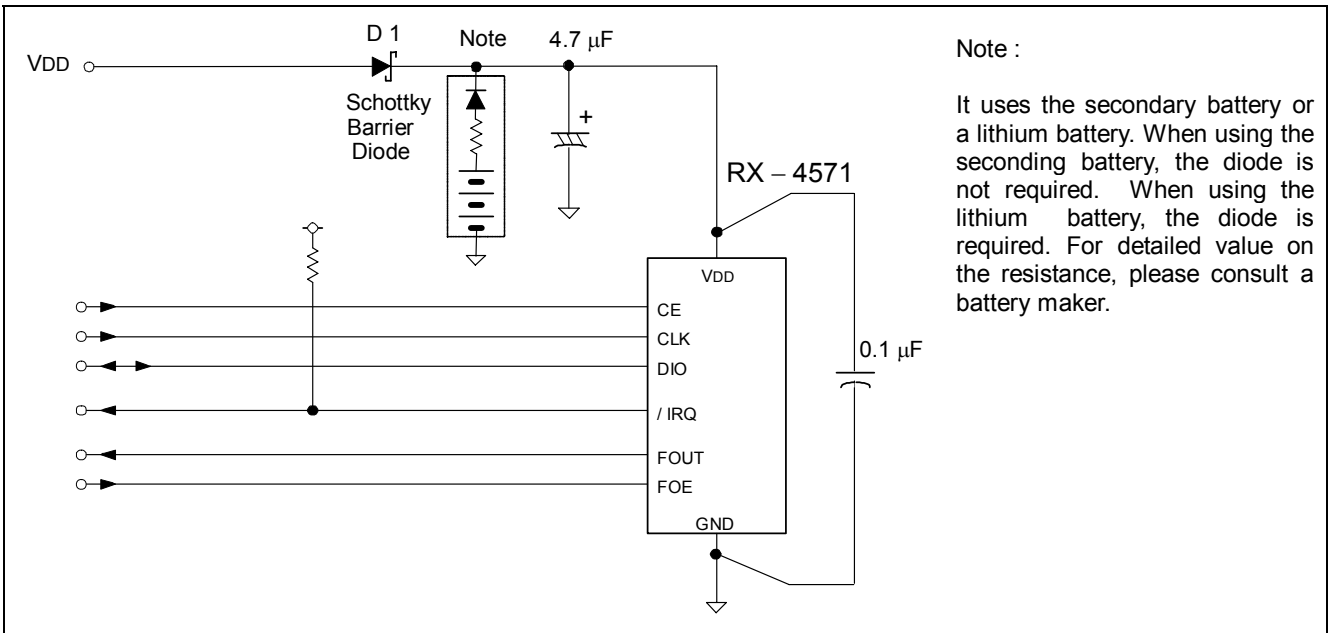 D 1
Note
4.7 μF
VDD
Schottky
Barrier
Diode
+
RX – 4571
VDD
CE
CLK
DIO
/ IRQ
FOUT
FOE
GND
0.1 μF
Note :
It uses the secondary battery or
a lithium battery. When using the
seconding battery, the diode is
not required. When using the
lithium battery, the diode is
required. For detailed value on
the resistance, please consult a
battery maker.